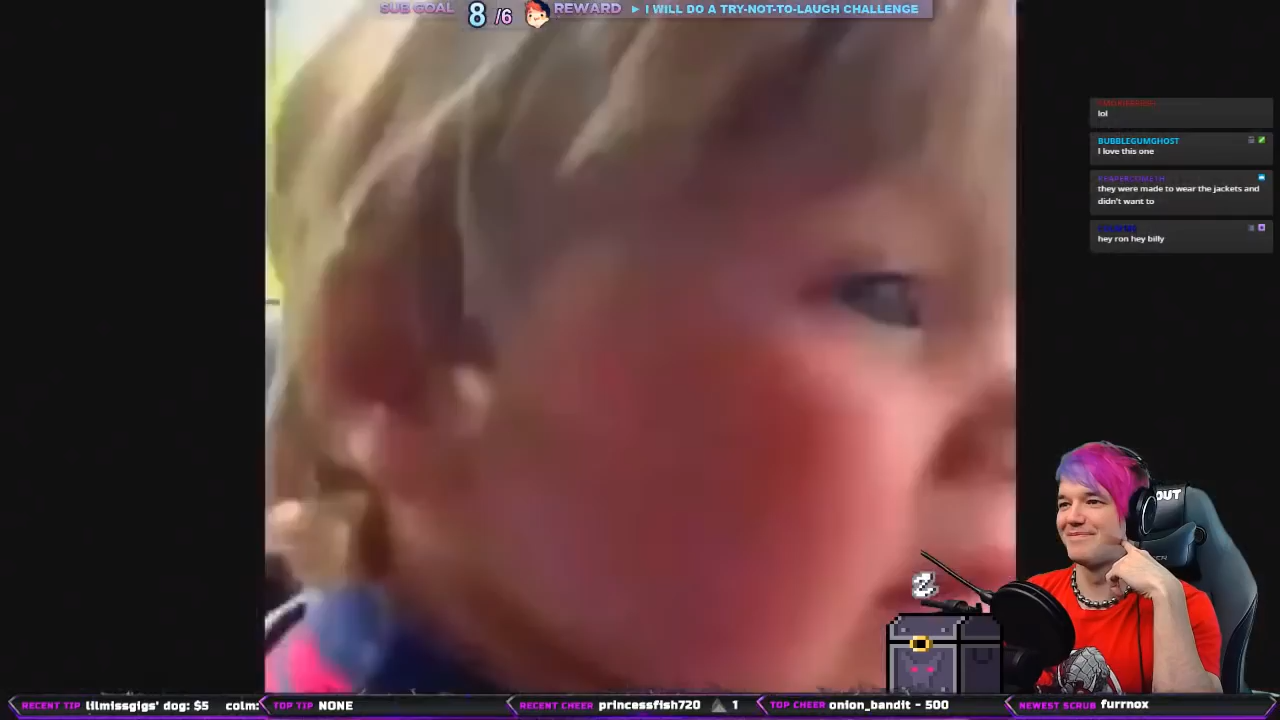 SUB GOAL 8 /6 REWARD ► I WILL DO A TRY-NOT-TO-LAUGH CHALLENGE
lol
BUBBLEGUMGHOST
I love this one
REAPERCOMETH
they were made to wear the jackets and
didn't want to
hey ron hey billy
OUT
RECENT TIP lilmissgigs' dog: $5 colm: TOP TIP NONE RECENT CHEER princessfish720 1 TOP CHEER onion_bandit - 500 NEWEST SCRUB furrnox